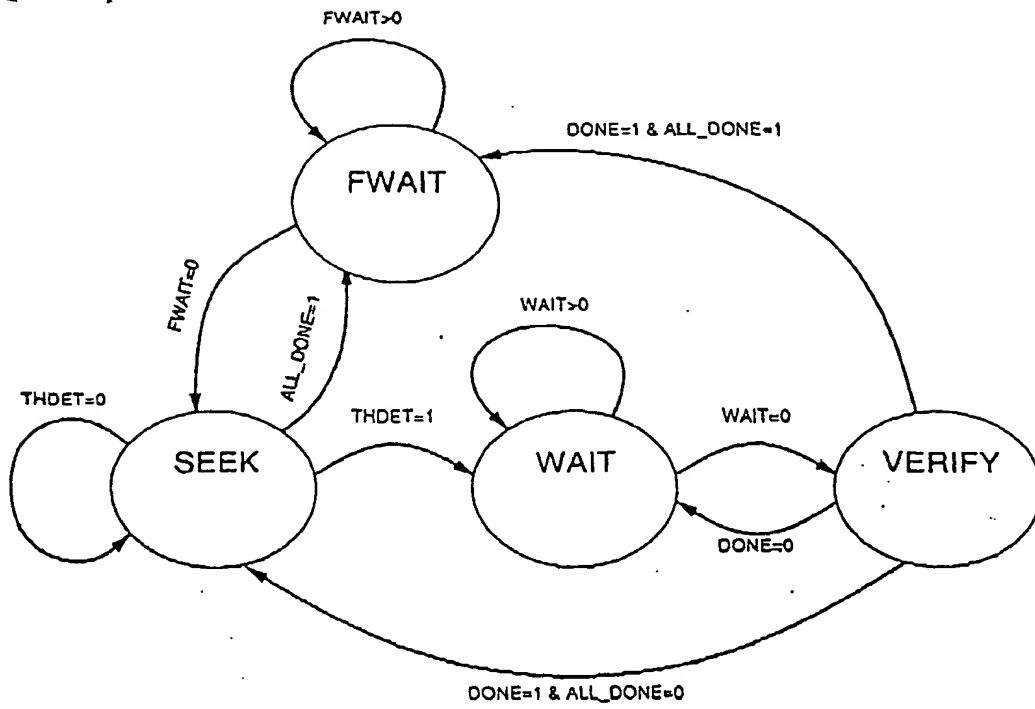 FWAIT>0
DONE=1 & ALL_DONE=1
FWAIT
FWAIT=0
ALL_DONE=1
WAIT>0
THDET=0
THDET=1
WAIT=0
SEEK
WAIT
VERIFY
DONE=0
DONE=1 & ALL_DONE=0